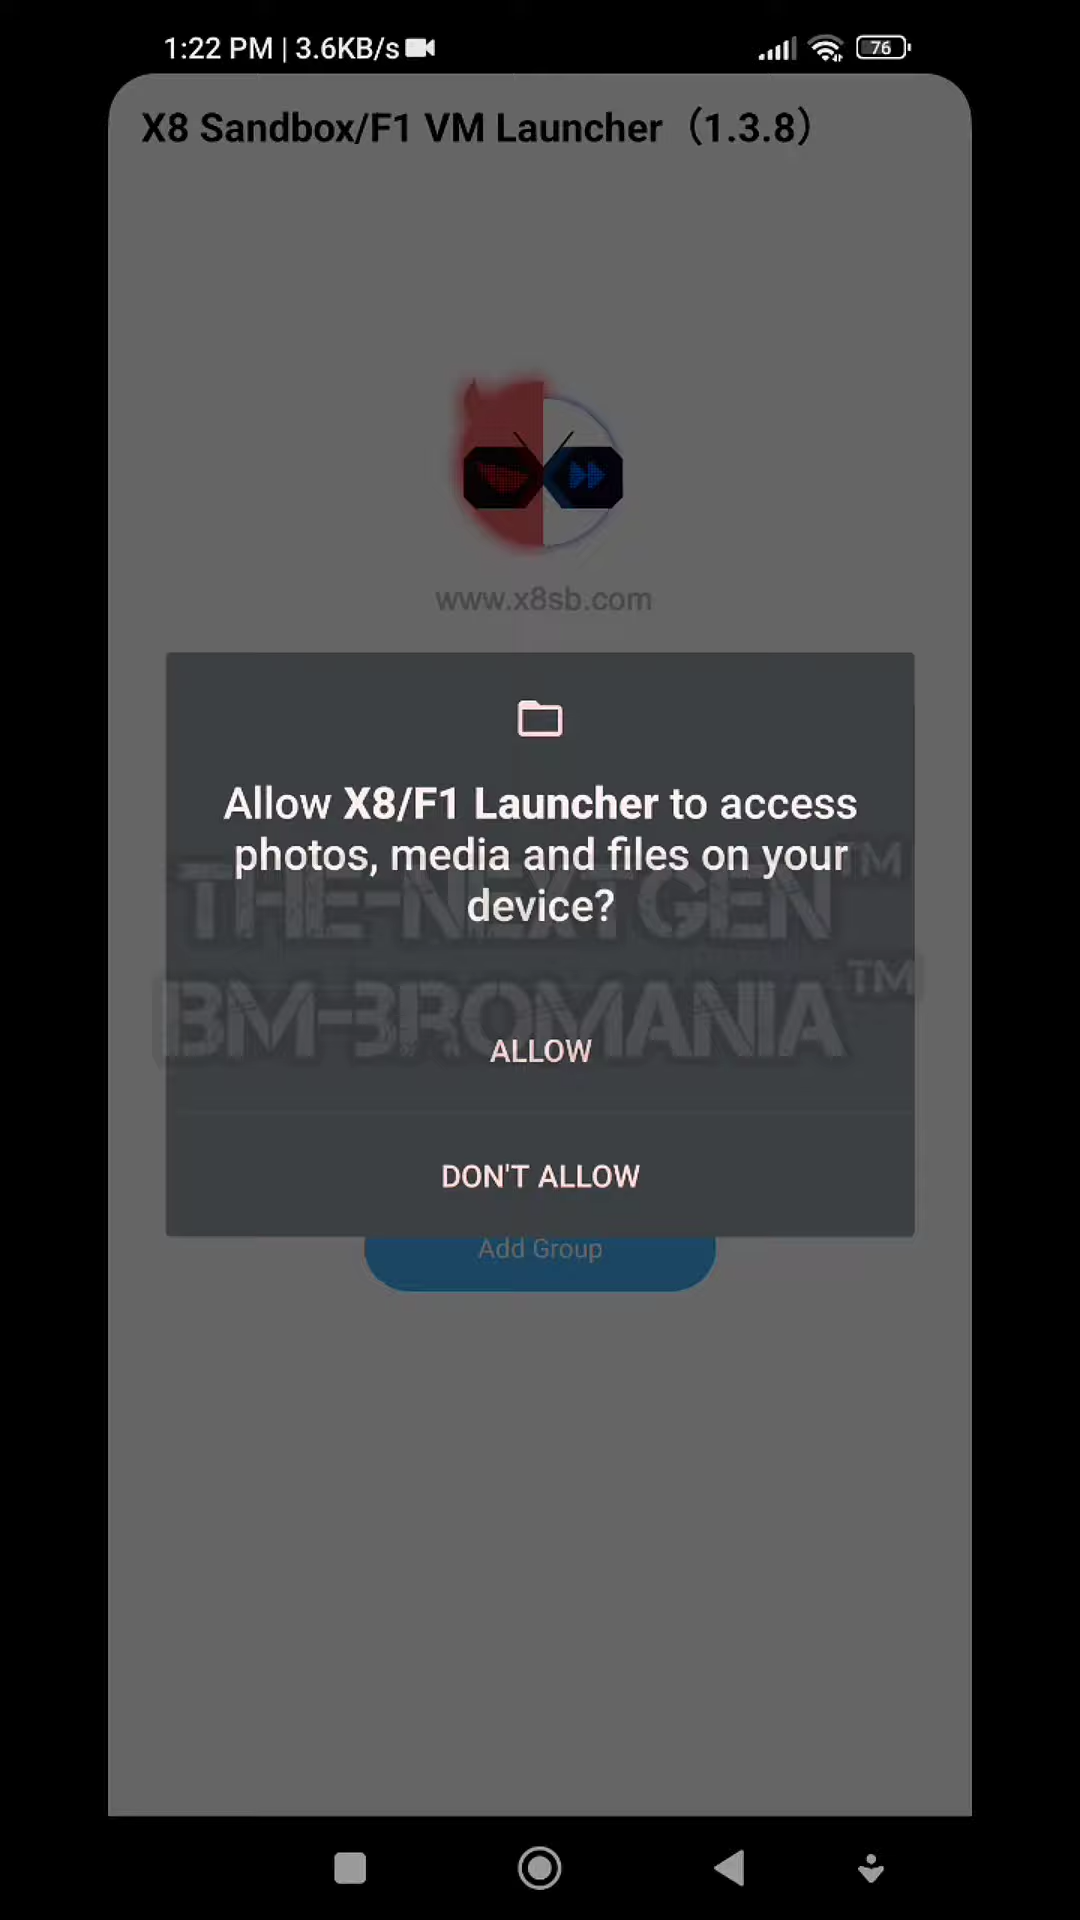 1:22 PM | 3.6KB/s 76
X8 Sandbox/F1 VM Launcher（1.3.8）
www.x8sb.com
Allow X8/F1 Launcher to access
photos, media and files on your
device?
THE-NEXTGEN™
BM-BROMANIA™
ALLOW
DON'T ALLOW
Add Group